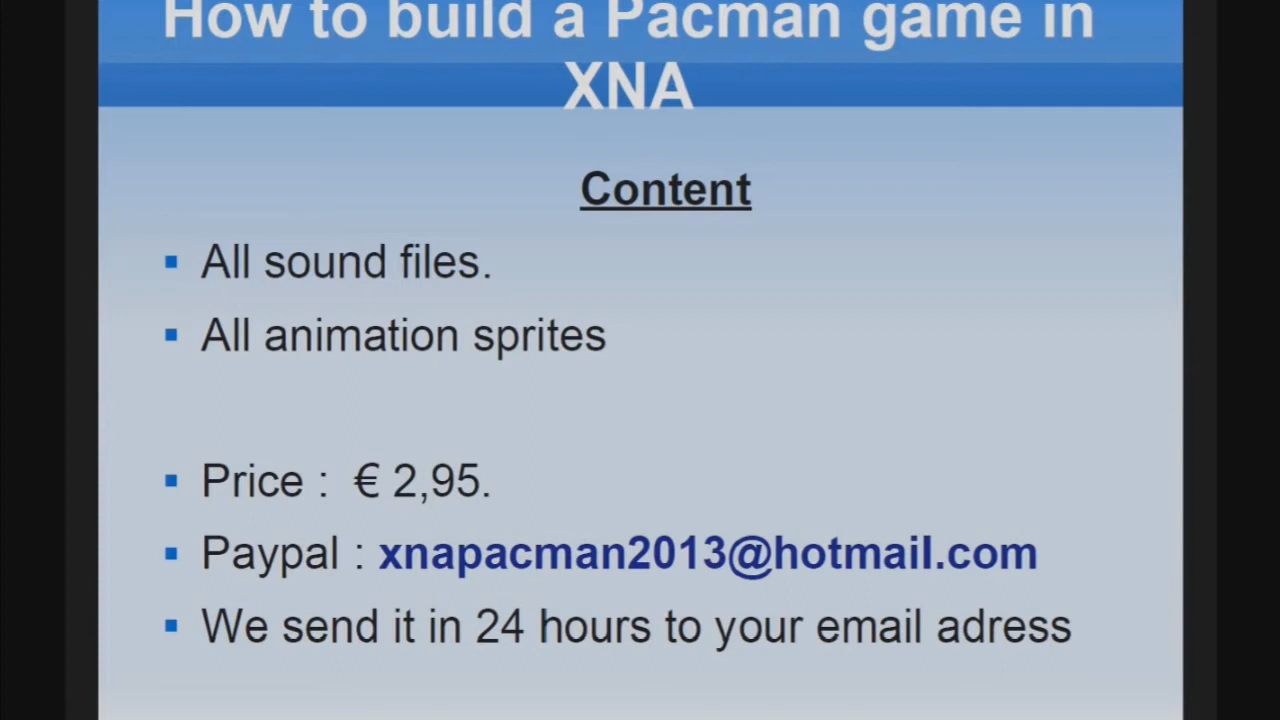 How to build a Pacman game in
XNA
Content
All sound files.
All animation sprites
Price : € 2,95.
Paypal : xnapacman2013@hotmail.com
We send it in 24 hours to your email adress